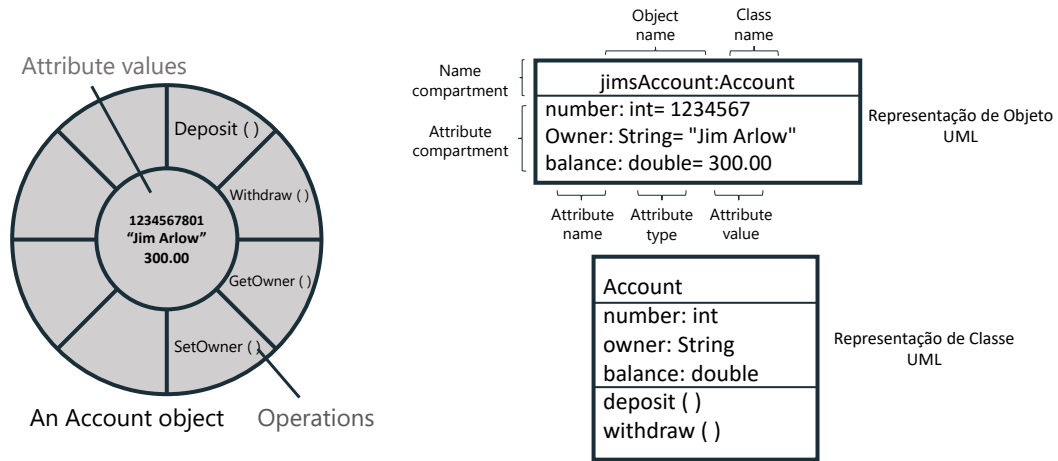 Attribute values
Deposit ( )
Withdraw ( )
GetOwner ( )
SetOwner ( )
1234567801
“Jim Arlow”
300.00
An Account object
Operations
Object
name
Class
name
Name
compartment
jimsAccount:Account
Attribute
compartment
number: int= 1234567
Owner: String= "Jim Arlow"
balance: double= 300.00
Representação de Objeto
UML
Attribute
name
Attribute
type
Attribute
value
Account
number: int
owner: String
balance: double
deposit ( )
withdraw ( )
Representação de Classe
UML